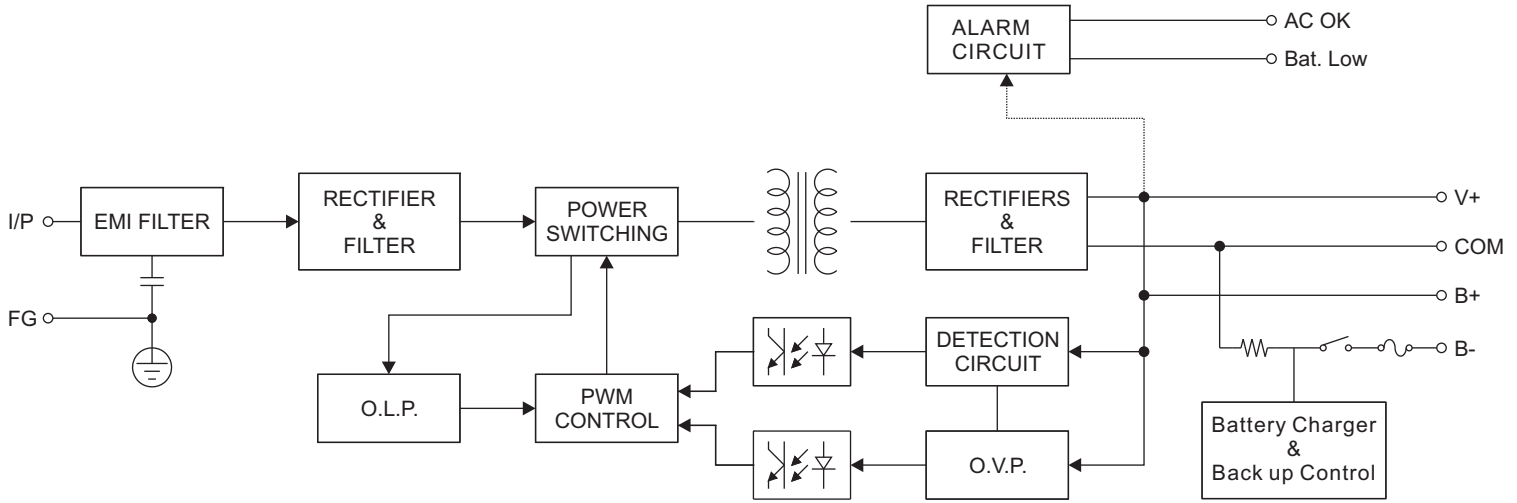 ALARM
CIRCUIT
AC OK
Bat. Low
I/P
EMI FILTER
RECTIFIER
&
FILTER
POWER
SWITCHING
RECTIFIERS
&
FILTER
V+
COM
B+
B-
FG
O.L.P.
PWM
CONTROL
DETECTION
CIRCUIT
O.V.P.
Battery Charger
&
Back up Control